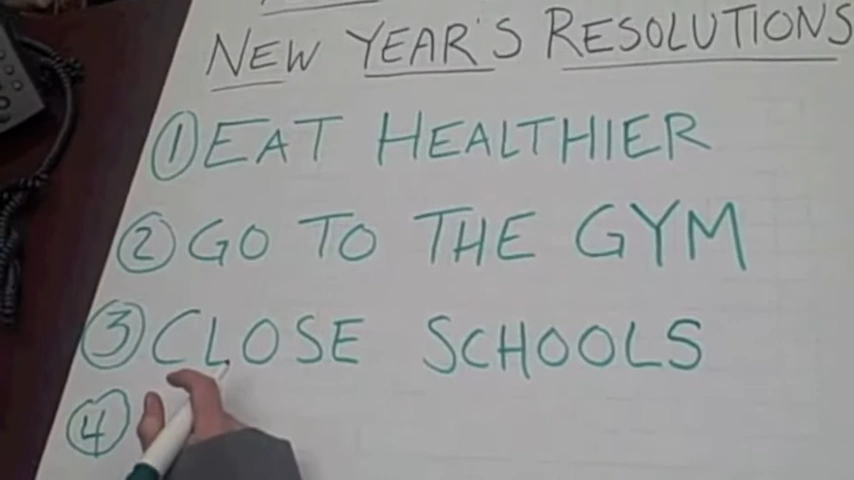 NEW YEAR'S RESOLUTIONS
1 EAT HEALTHIER
2 GO TO THE GYM
3 CLOSE SCHOOLS
4